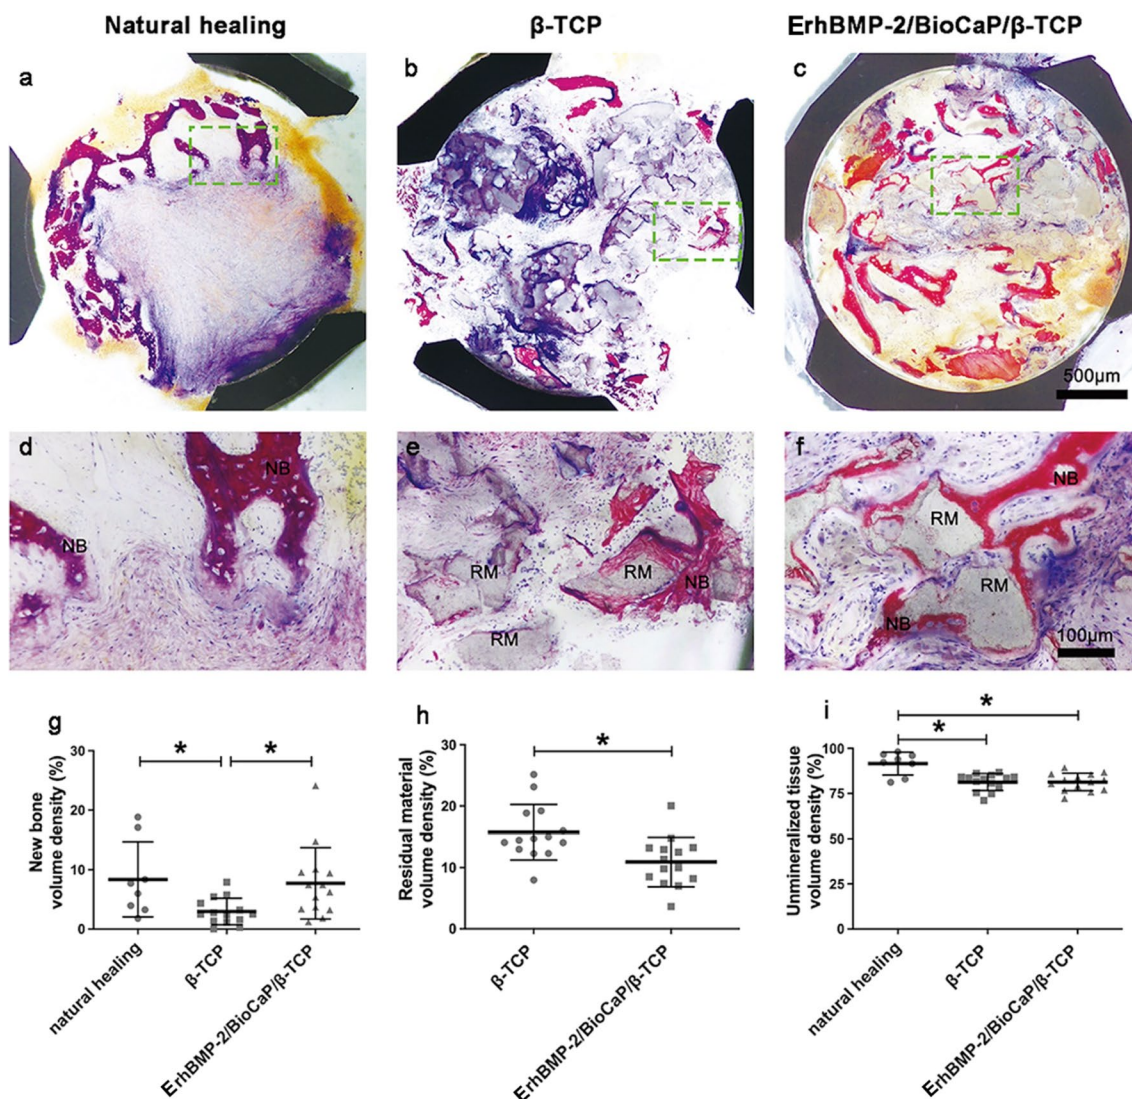 Natural healing
β-TCP
ErhBMP-2/BioCaP/β-TCP
a
b
c
500μm
d
NB
NB
e
RM
RM
NB
RM
f
NB
RM
RM
NB
100μm
g
New bone
volume density (%)
30
20
10
0
*
*
natural healing
β-TCP
ErhBMP-2/BioCaP/β-TCP
h
Residual material
volume density (%)
30
20
10
0
*
β-TCP
ErhBMP-2/BioCaP/β-TCP
i
Unmineralized tissue
volume density (%)
100
75
50
25
0
*
*
natural healing
β-TCP
ErhBMP-2/BioCaP/β-TCP